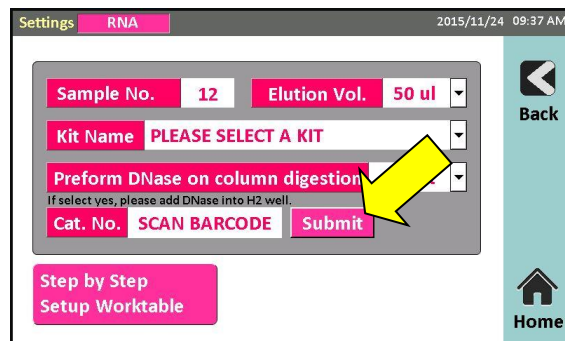 Settings RNA 2015/11/24 09:37 AM
Sample No. 12 Elution Vol. 50 ul
Back
Kit Name PLEASE SELECT A KIT
Preform DNase on column digestion
If select yes, please add DNase into H2 well.
Cat. No. SCAN BARCODE Submit
Step by Step
Setup Worktable
Home